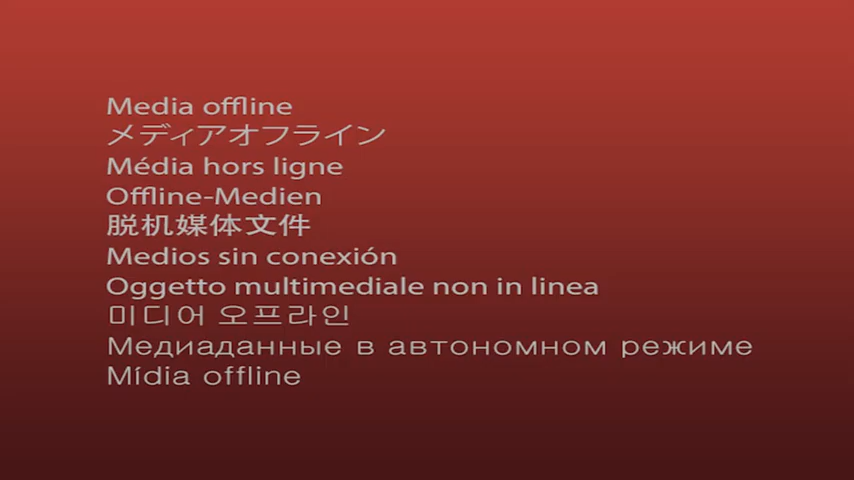 Media offline
メディアオフライン
Média hors ligne
Offline-Medien
脱机媒体文件
Medios sin conexión
Oggetto multimediale non in linea
미디어 오프라인
Медиаданные в автономном режиме
Mídia offline